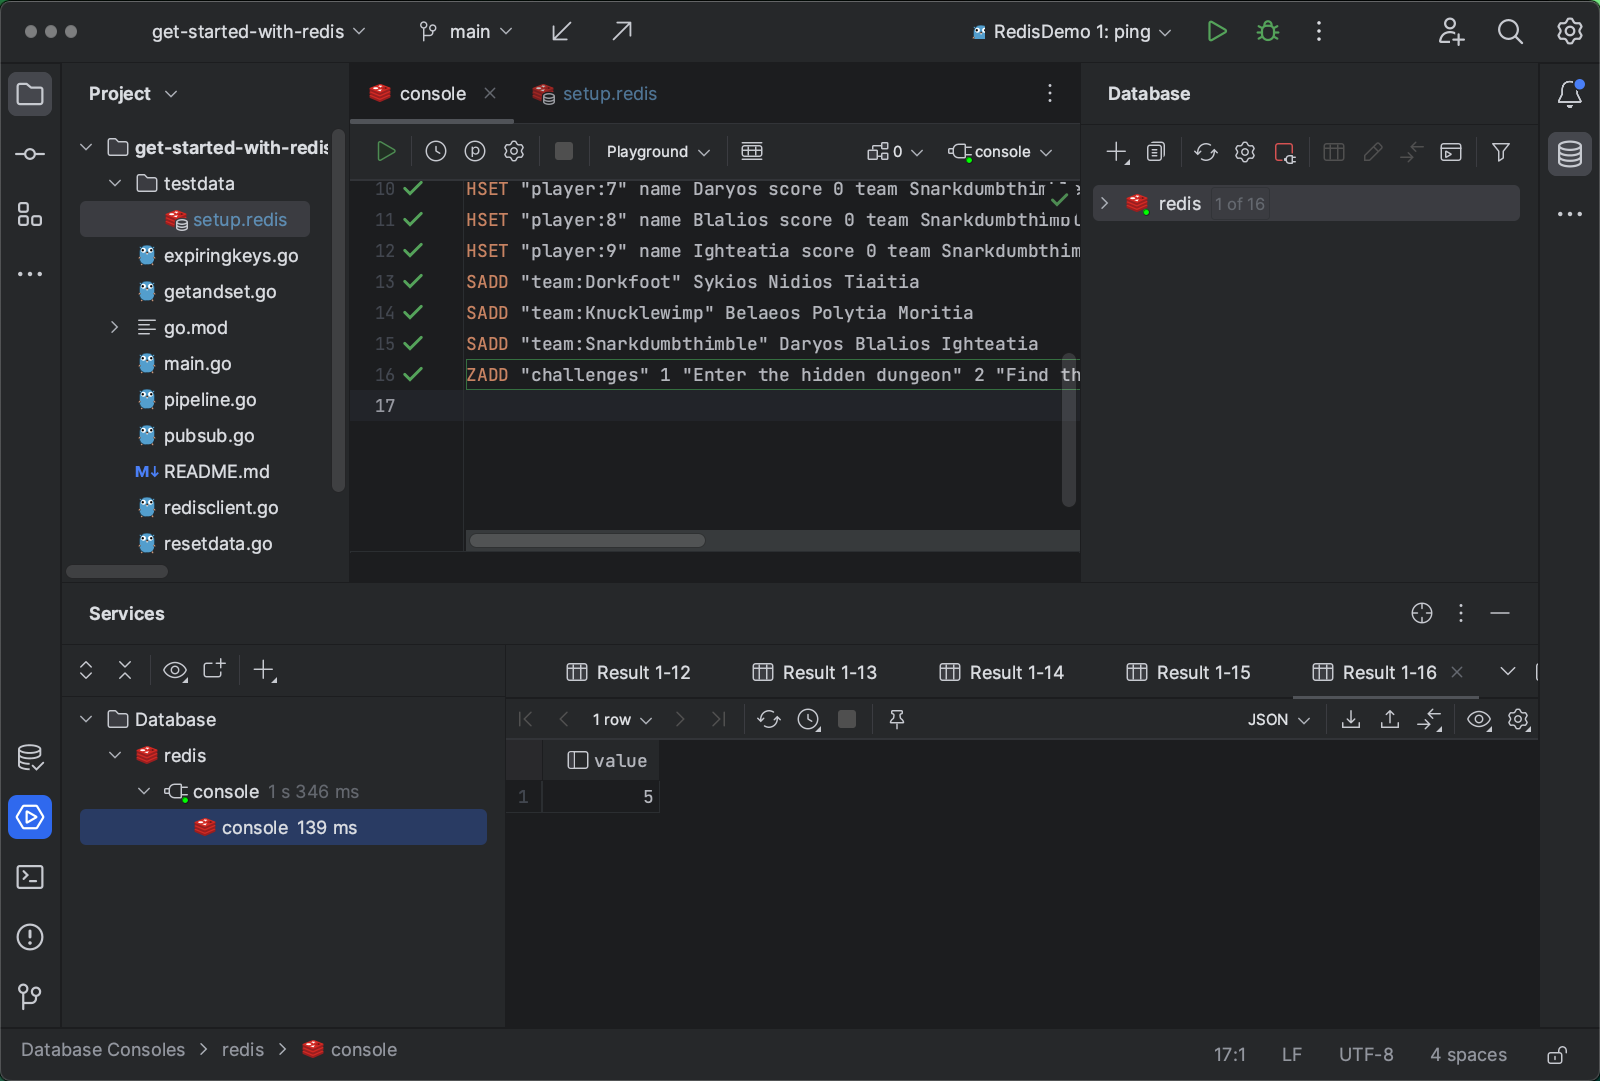 get-started-with-redis
main
RedisDemo 1: ping
Project
get-started-with-redis
testdata
setup.redis
expiringkeys.go
getandset.go
go.mod
main.go
pipeline.go
pubsub.go
M↓ README.md
redisclient.go
resetdata.go
console
setup.redis
Playground
0
console
10 HSET "player:7" name Daryos score 0 team Snarkdumbthimble
11 HSET "player:8" name Blalios score 0 team Snarkdumbthimbl
12 HSET "player:9" name Ighteatia score 0 team Snarkdumbthim
13 SADD "team:Dorkfoot" Sykios Nidios Tiaitia
14 SADD "team:Knucklewimp" Belaeos Polytia Moritia
15 SADD "team:Snarkdumbthimble" Daryos Blalios Ighteatia
16 ZADD "challenges" 1 "Enter the hidden dungeon" 2 "Find th
17
Database
redis 1 of 16
Services
Database
redis
console 1 s 346 ms
console 139 ms
Result 1-12
Result 1-13
Result 1-14
Result 1-15
Result 1-16
1 row
JSON
value
1 5
Database Consoles > redis > console
17:1
LF
UTF-8
4 spaces